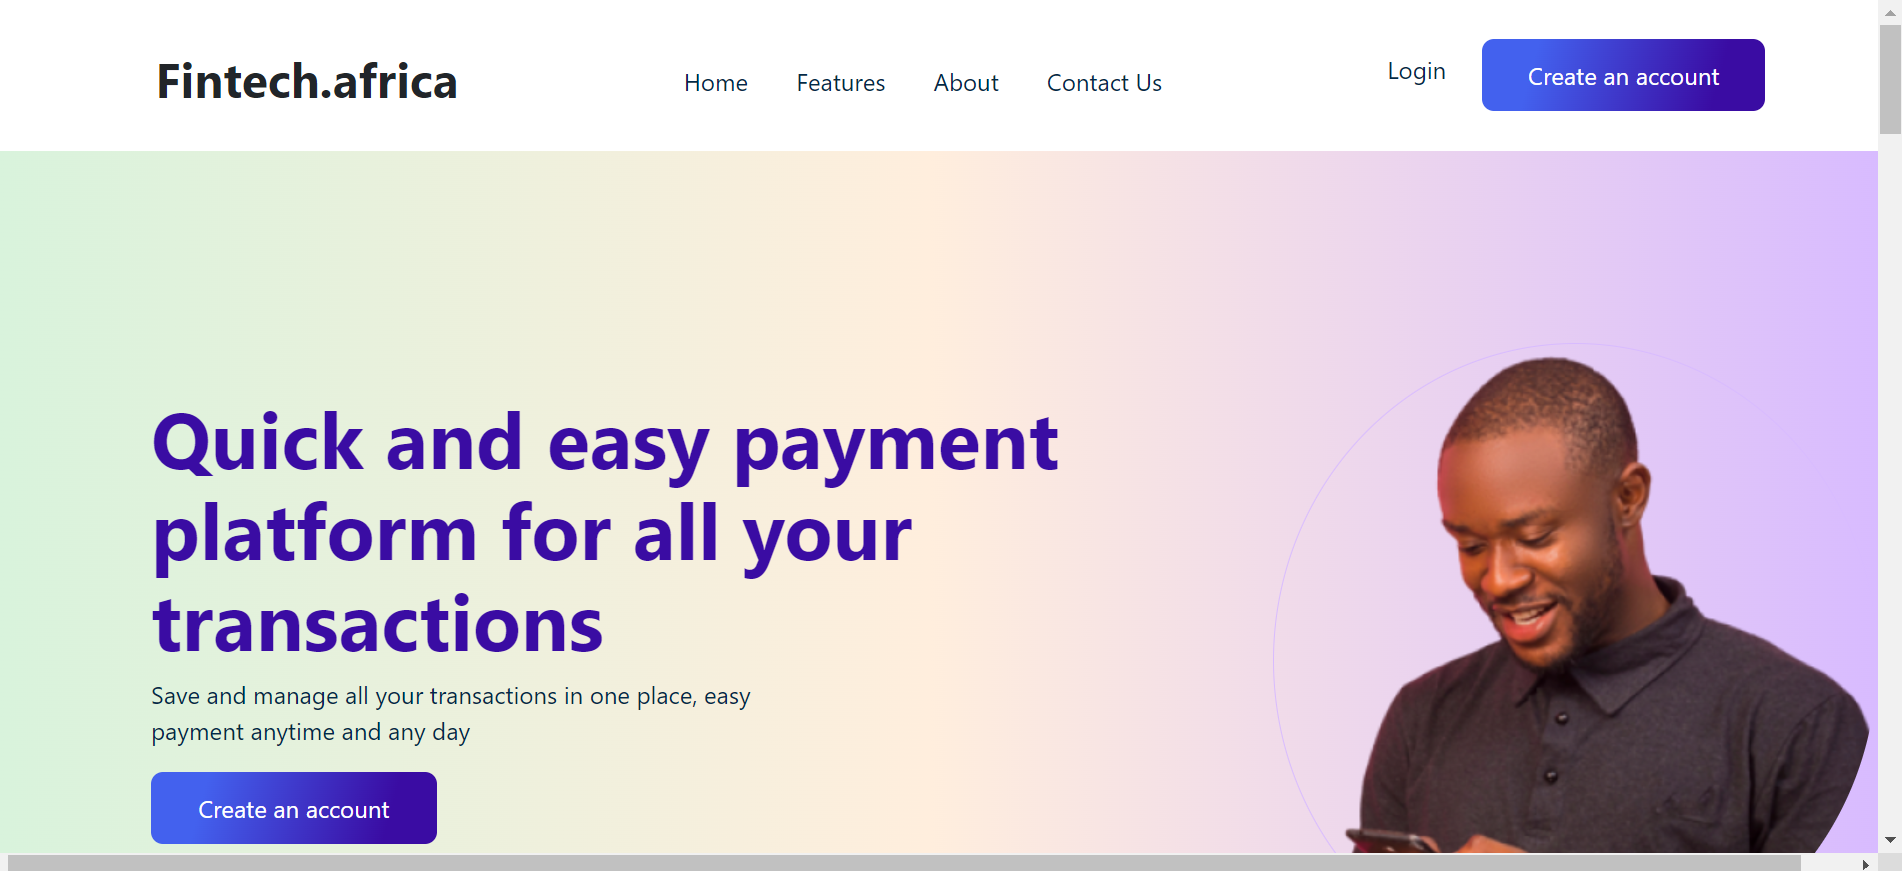 Fintech.africa
Home
Features
About
Contact Us
Login
Create an account
Quick and easy payment
platform for all your
transactions
Save and manage all your transactions in one place, easy
payment anytime and any day
Create an account